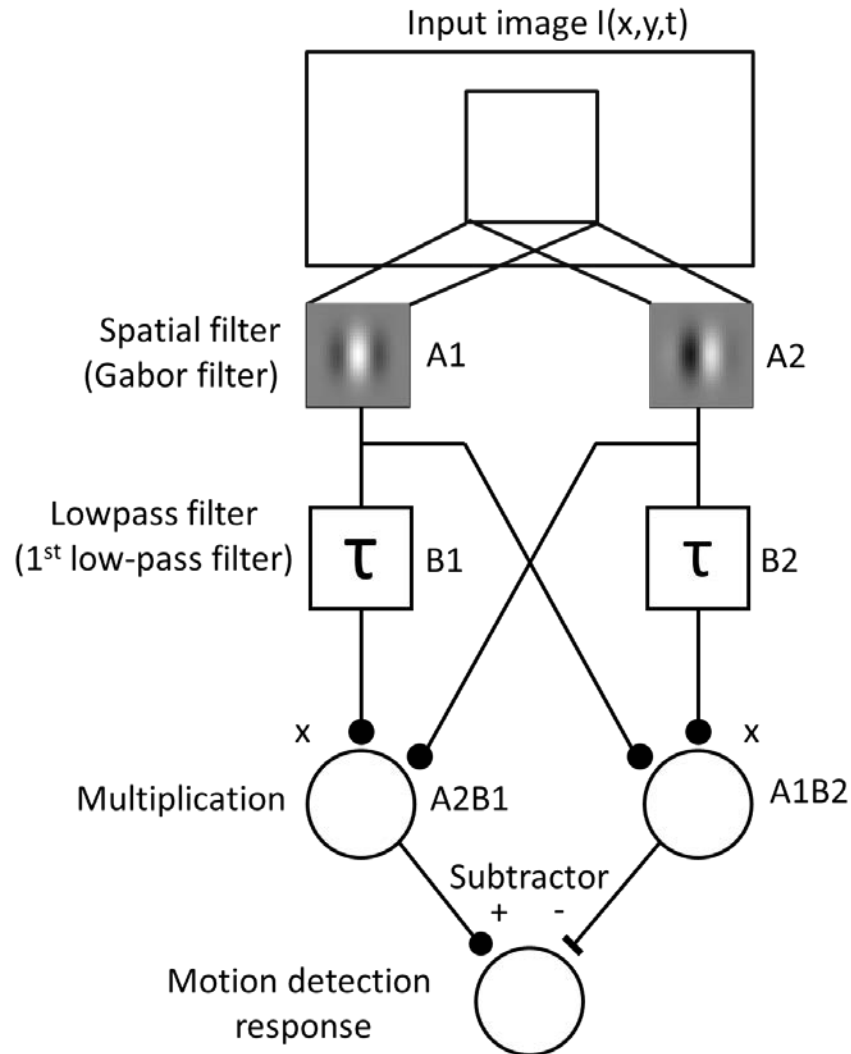 Input image I(x,y,t)
Spatial filter
(Gabor filter)
A1
A2
Lowpass filter
(1st low-pass filter)
τ
B1
τ
B2
x
x
Multiplication
A2B1
A1B2
Subtractor
+ -
Motion detection
response